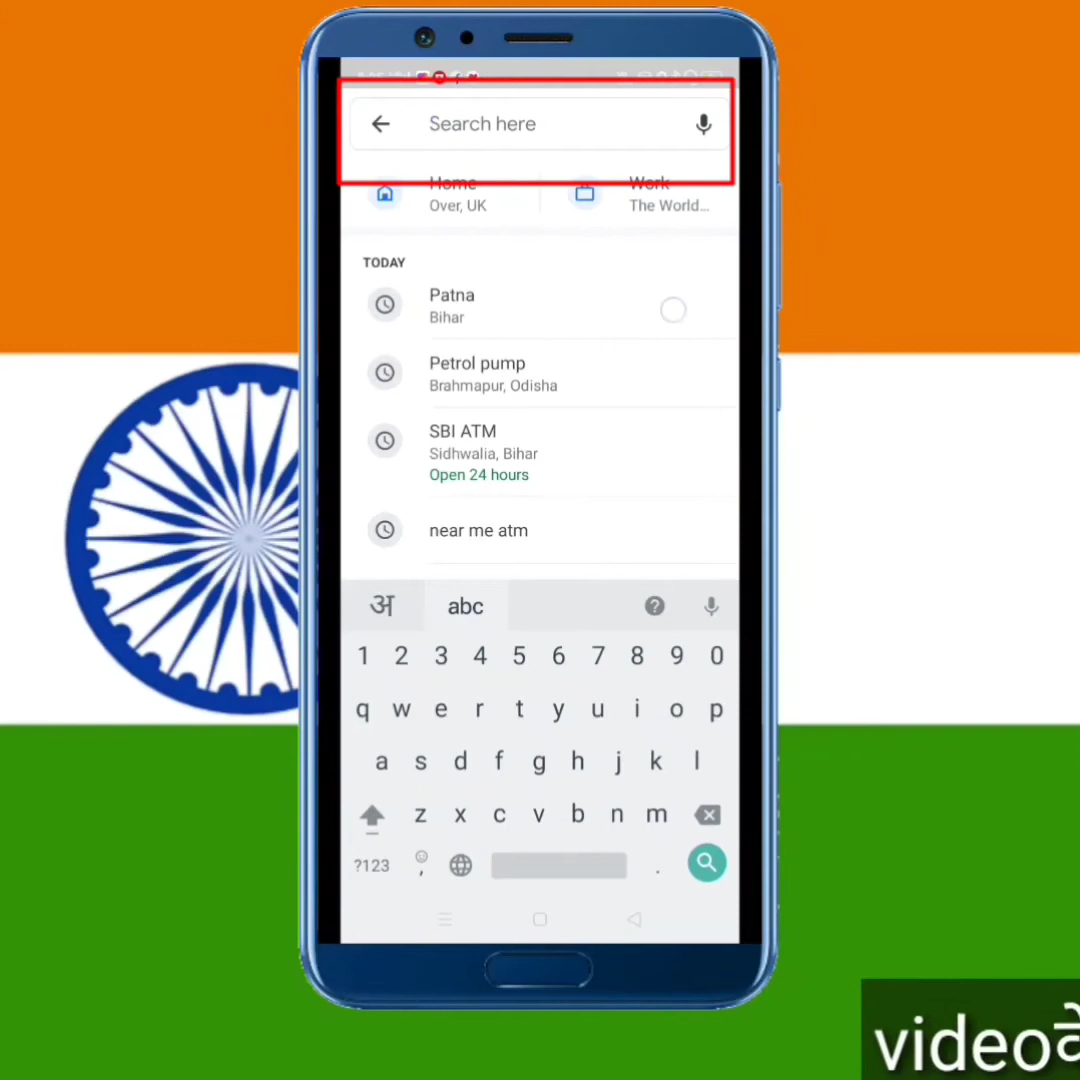 Search here
Home
Work
Over, UK
The World...
TODAY
Patna
Bihar
Petrol pump
Brahmapur, Odisha
SBI ATM
Sidhwalia, Bihar
Open 24 hours
near me atm
अ abc
1 2 3 4 5 6 7 8 9 0
q w e r t y u i o p
a s d f g h j k l
z x c v b n m
?123 , .
video